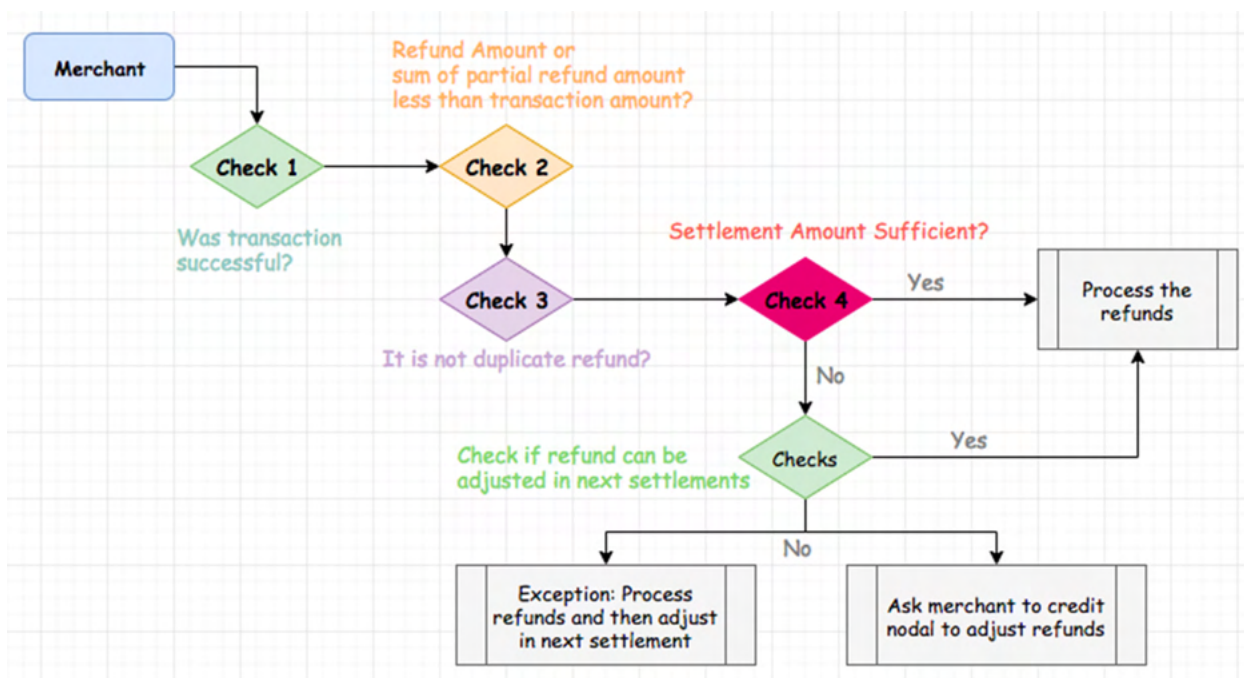 Merchant
Refund Amount or
sum of partial refund amount
less than transaction amount?
Check 1
Check 2
Was transaction
successful?
Settlement Amount Sufficient?
Check 3
Check 4
Yes
Process the
refunds
It is not duplicate refund?
No
Check if refund can be
adjusted in next settlements
Checks
Yes
No
Exception: Process
refunds and then adjust
in next settlement
Ask merchant to credit
nodal to adjust refunds